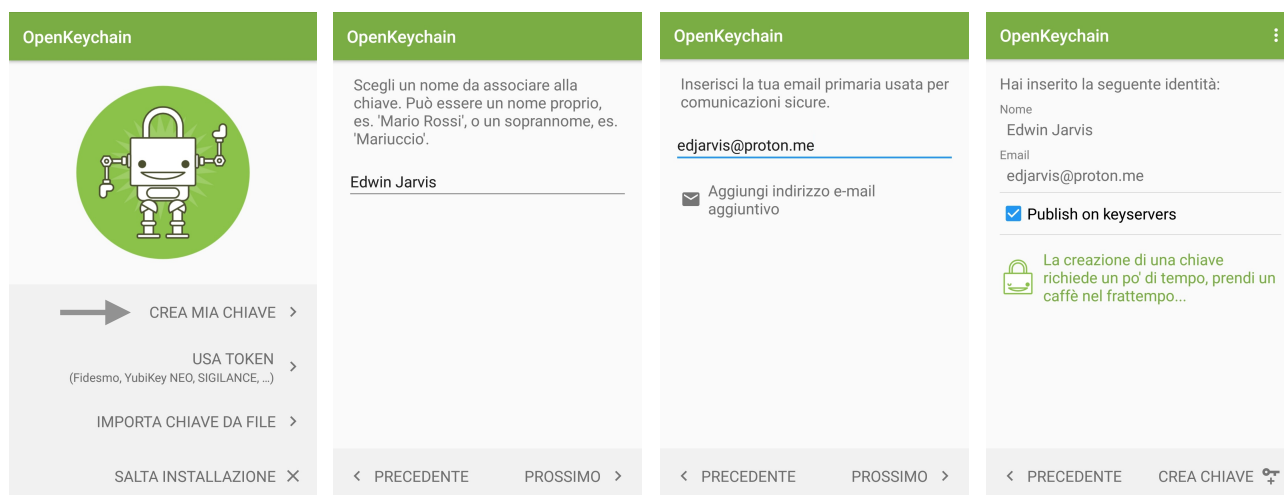 OpenKeychain
CREA MIA CHIAVE
USA TOKEN
(Fidesmo, YubiKey NEO, SIGILANCE, ...)
IMPORTA CHIAVE DA FILE
SALTA INSTALLAZIONE
OpenKeychain
Scegli un nome da associare alla
chiave. Può essere un nome proprio,
es. 'Mario Rossi', o un soprannome, es.
'Mariuccio'.
Edwin Jarvis
PRECEDENTE PROSSIMO
OpenKeychain
Inserisci la tua email primaria usata per
comunicazioni sicure.
edjarvis@proton.me
Aggiungi indirizzo e-mail
aggiuntivo
PRECEDENTE PROSSIMO
OpenKeychain
Hai inserito la seguente identità:
Nome
Edwin Jarvis
Email
edjarvis@proton.me
Publish on keyservers
La creazione di una chiave
richiede un po' di tempo, prendi un
caffè nel frattempo...
PRECEDENTE CREA CHIAVE